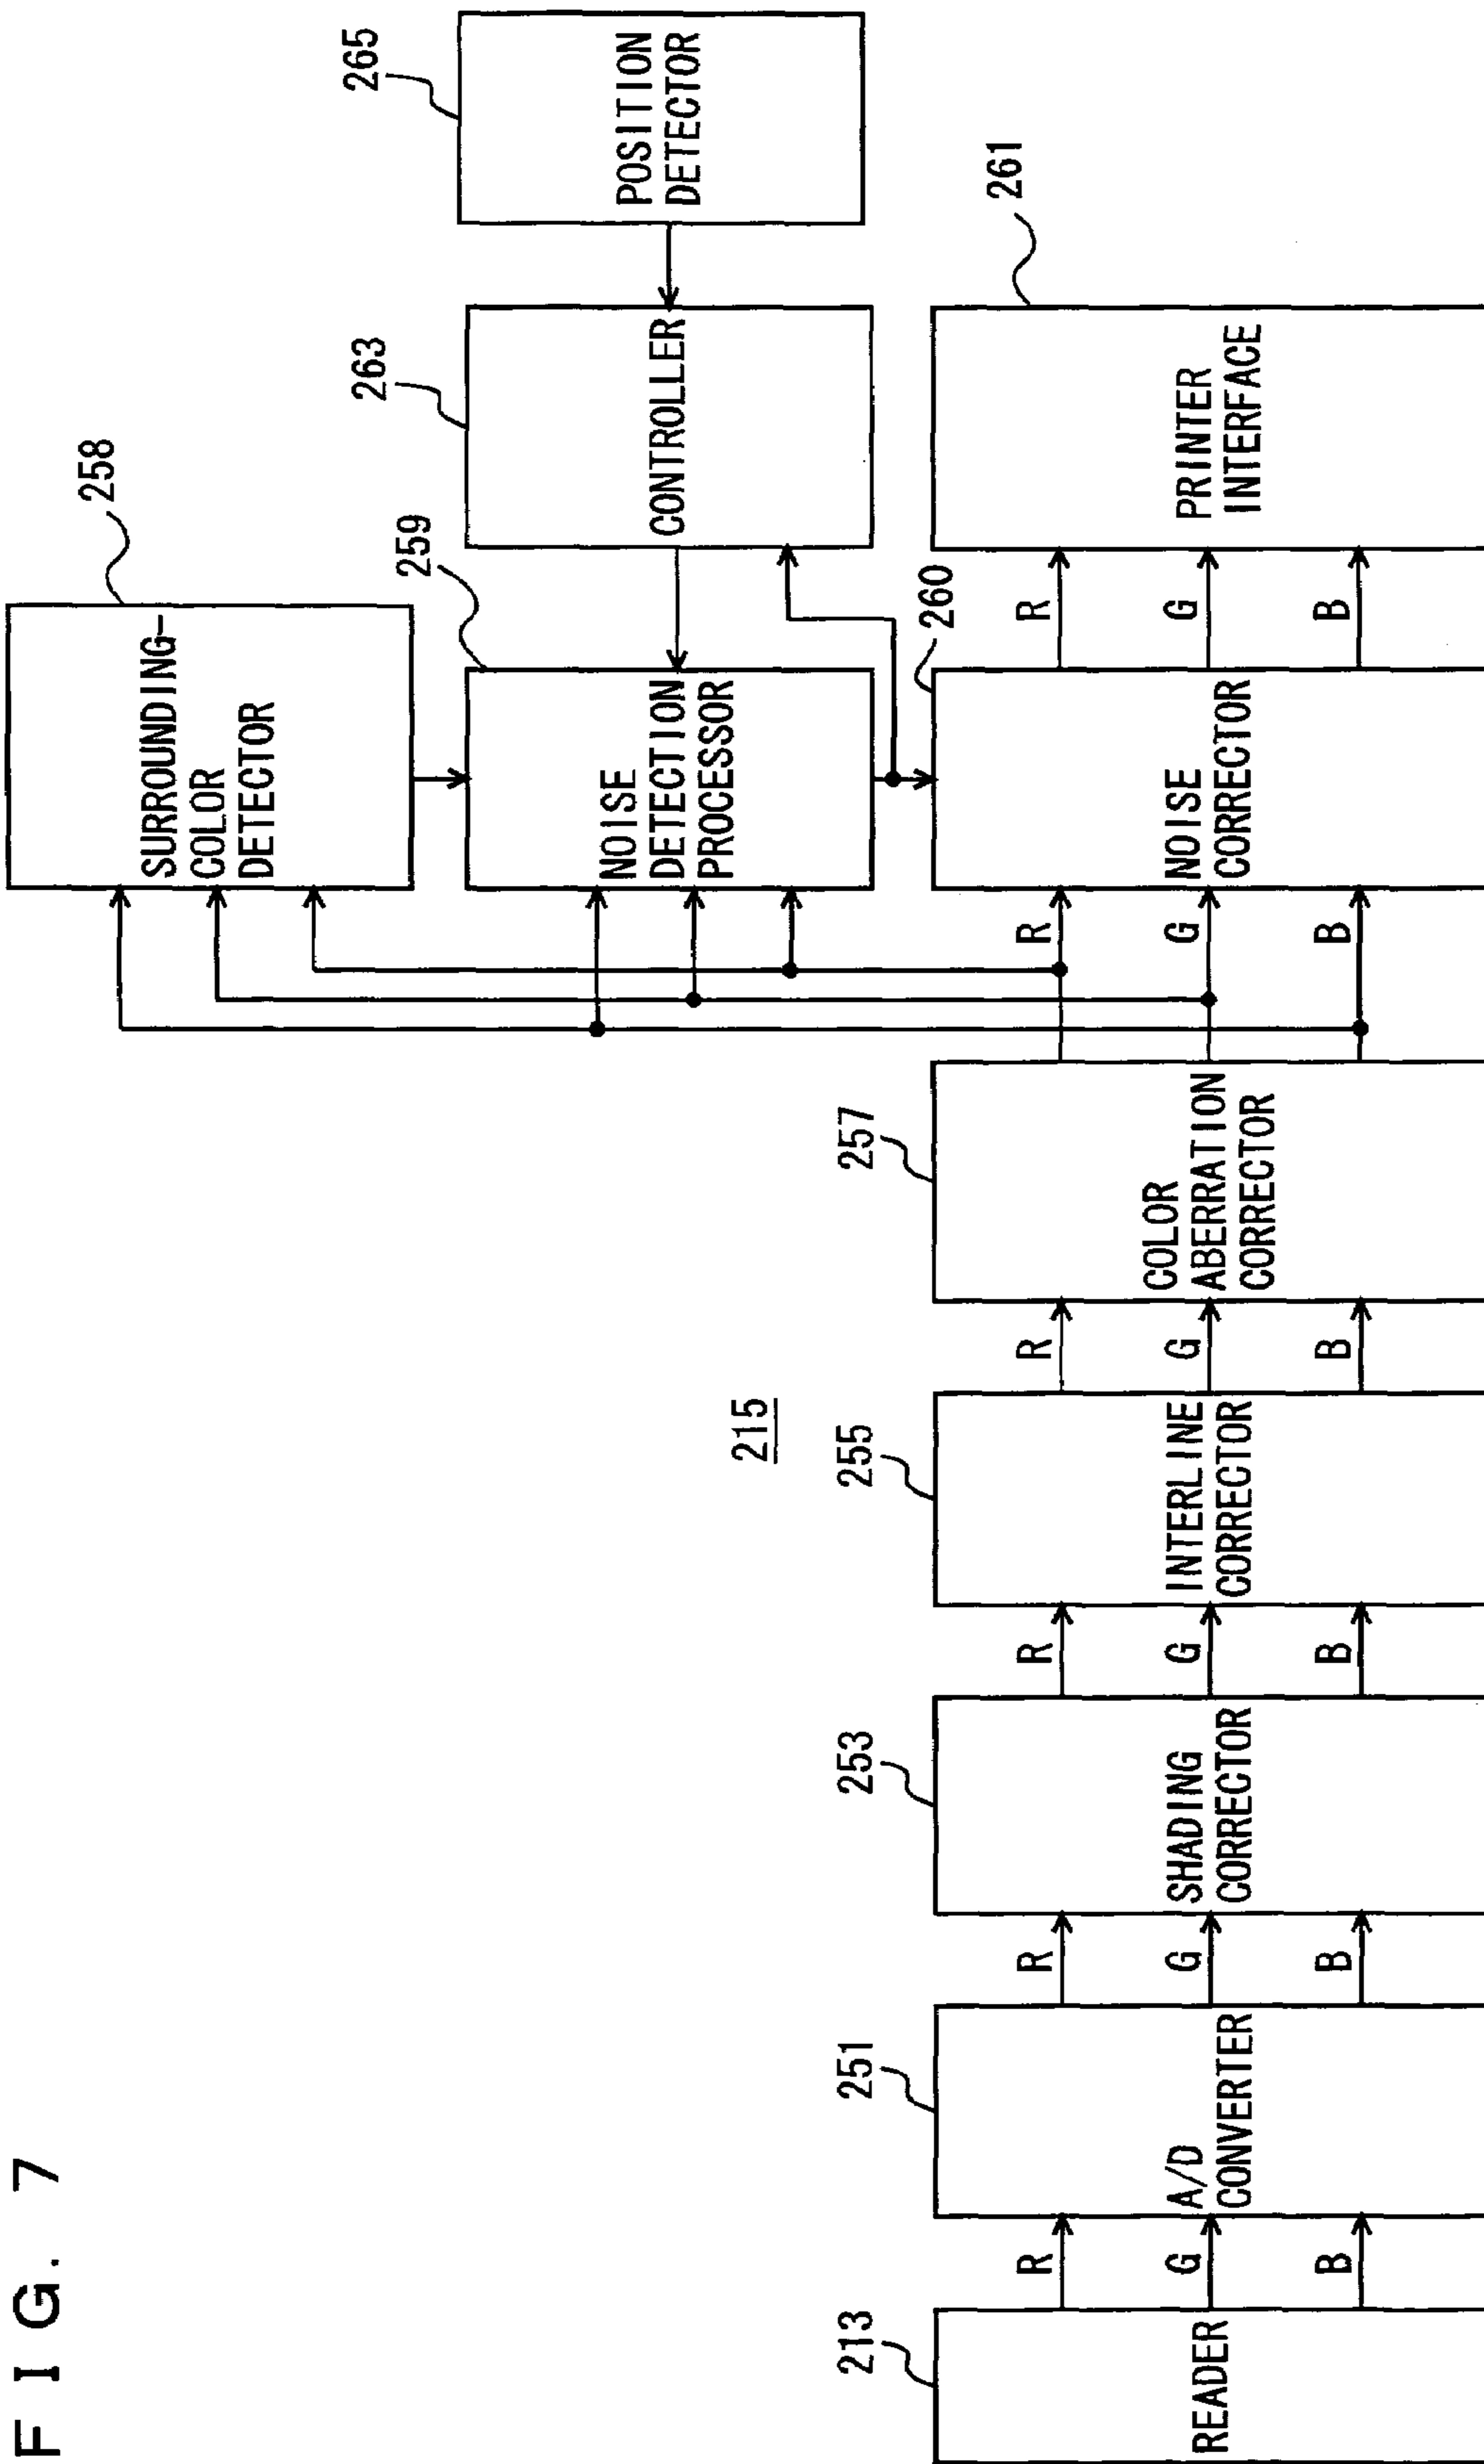 FIG. 7
258
SURROUNDING-
COLOR
DETECTOR
265
POSITION
DETECTOR
263
CONTROLLER
259
NOISE
DETECTION
PROCESSOR
215
213
READER
R
G
B
251
A/D
CONVERTER
R
G
B
253
SHADING
CORRECTOR
R
G
B
255
INTERLINE
CORRECTOR
R
G
B
257
COLOR
ABERRATION
CORRECTOR
R
G
B
260
NOISE
CORRECTOR
R
G
B
261
PRINTER
INTERFACE